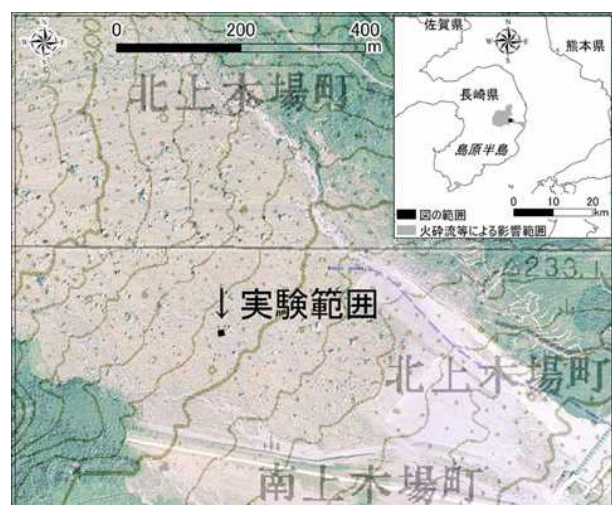 0 200 400
m
北上木場町
佐賀県
熊本県
長崎県
島原半島
0 10 20
km
図の範囲
火砕流等による影響範囲
233.1
↓実験範囲
北上木場町
南上木場町